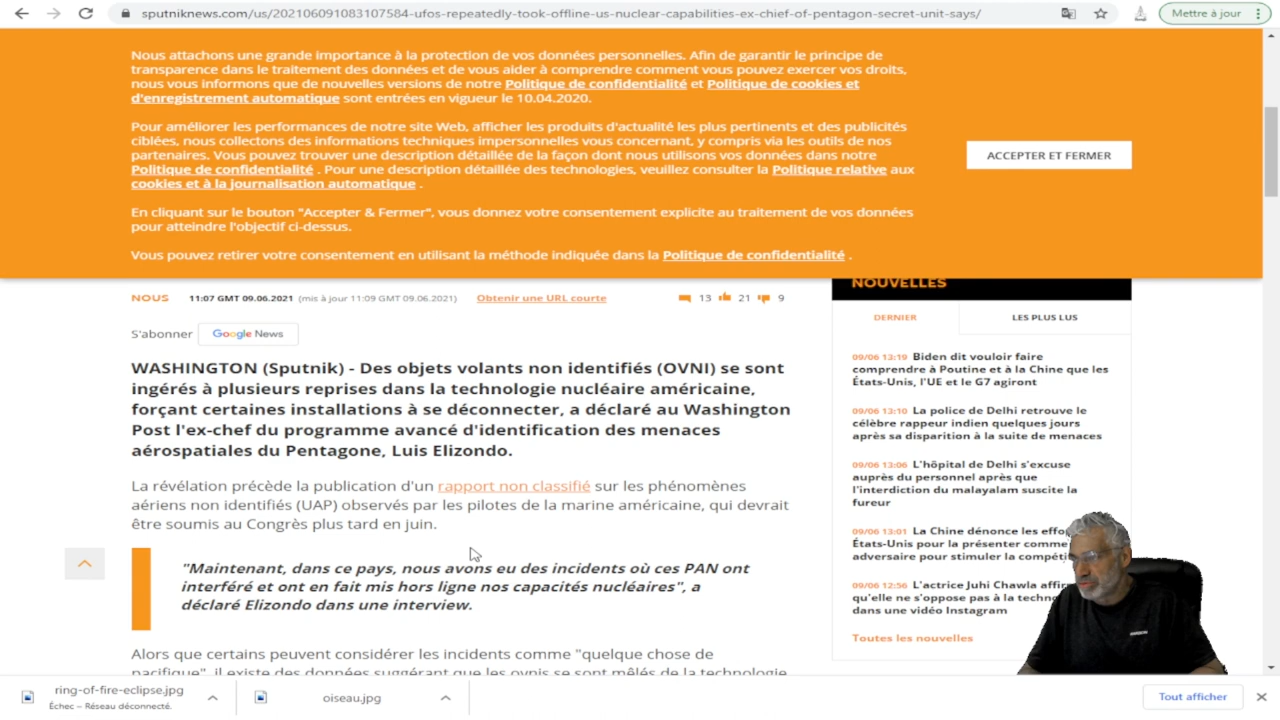 sputniknews.com/us/202106091083107584-ufos-repeatedly-took-offline-us-nuclear-capabilities-ex-chief-of-pentagon-secret-unit-says/
Mettre à jour
Nous attachons une grande importance à la protection de vos données personnelles. Afin de garantir le principe de
transparence dans le traitement des données et de vous aider à comprendre comment vous pouvez exercer vos droits,
nous vous informons que de nouvelles versions de notre Politique de confidentialité et Politique de cookies et
d'enregistrement automatique sont entrées en vigueur le 10.04.2020.
Pour améliorer les performances de notre site Web, afficher les produits d'actualité les plus pertinents et des publicités
ciblées, nous collectons des informations techniques impersonnelles vous concernant, y compris via les outils de nos
partenaires. Vous pouvez trouver une description détaillée de la façon dont nous utilisons vos données dans notre
Politique de confidentialité . Pour une description détaillée des technologies, veuillez consulter la Politique relative aux
cookies et à la journalisation automatique .
En cliquant sur le bouton "Accepter & Fermer", vous donnez votre consentement explicite au traitement de vos données
pour atteindre l'objectif ci-dessus.
Vous pouvez retirer votre consentement en utilisant la méthode indiquée dans la Politique de confidentialité .
ACCEPTER ET FERMER
NOUS 11:07 GMT 09.06.2021 (mis à jour 11:09 GMT 09.06.2021) Obtenir une URL courte 13 21 9
S'abonner Google News
WASHINGTON (Sputnik) - Des objets volants non identifiés (OVNI) se sont
ingérés à plusieurs reprises dans la technologie nucléaire américaine,
forçant certaines installations à se déconnecter, a déclaré au Washington
Post l'ex-chef du programme avancé d'identification des menaces
aérospatiales du Pentagone, Luis Elizondo.
La révélation précède la publication d'un rapport non classifié sur les phénomènes
aériens non identifiés (UAP) observés par les pilotes de la marine américaine, qui devrait
être soumis au Congrès plus tard en juin.
"Maintenant, dans ce pays, nous avons eu des incidents où ces PAN ont
interféré et ont en fait mis hors ligne nos capacités nucléaires", a
déclaré Elizondo dans une interview.
Alors que certains peuvent considérer les incidents comme "quelque chose de
pacifique", il existe des données suggérant que les ovnis se sont mêlés de la technologie
NOUVELLES
DERNIER LES PLUS LUS
09/06 13:19 Biden dit vouloir faire
comprendre à Poutine et à la Chine que les
États-Unis, l'UE et le G7 agiront
09/06 13:10 La police de Delhi retrouve le
célèbre rappeur indien quelques jours
après sa disparition à la suite de menaces
09/06 13:06 L'hôpital de Delhi s'excuse
auprès du personnel après que
l'interdiction du malayalam suscite la
fureur
09/06 13:01 La Chine dénonce les
États-Unis pour la présenter comme
adversaire pour stimuler la
09/06 12:56 L'actrice Juhi Chawla
qu'elle ne s'oppose pas à la
dans une vidéo Instagram
Toutes les nouvelles
ring-of-fire-eclipse.jpg
Échec – Réseau déconnecté.
oiseau.jpg
Tout afficher